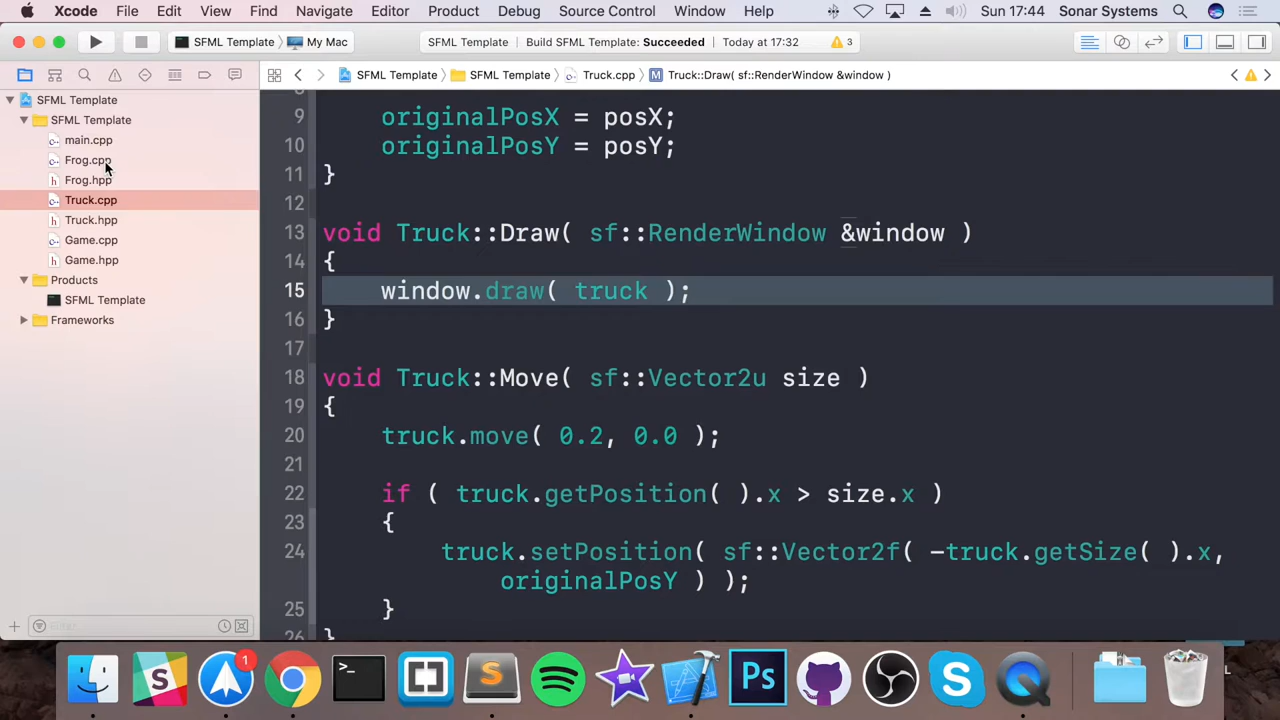 Xcode File Edit View Find Navigate Editor Product Debug Source Control Window Help Sun 17:44 Sonar Systems
SFML Template My Mac SFML Template Build SFML Template: Succeeded Today at 17:32 3
SFML Template SFML Template Truck.cpp M Truck::Draw( sf::RenderWindow &window )
SFML Template
SFML Template
main.cpp
Frog.cpp
Frog.hpp
Truck.cpp
Truck.hpp
Game.cpp
Game.hpp
Products
SFML Template
Frameworks
Filter
8
9 originalPosX = posX;
10 originalPosY = posY;
11 }
12
13 void Truck::Draw( sf::RenderWindow &window )
14 {
15 window.draw( truck );
16 }
17
18 void Truck::Move( sf::Vector2u size )
19 {
20 truck.move( 0.2, 0.0 );
21
22 if ( truck.getPosition( ).x > size.x )
23 {
24 truck.setPosition( sf::Vector2f( -truck.getSize( ).x,
originalPosY ) );
25 }
26 }
1
Ps
L